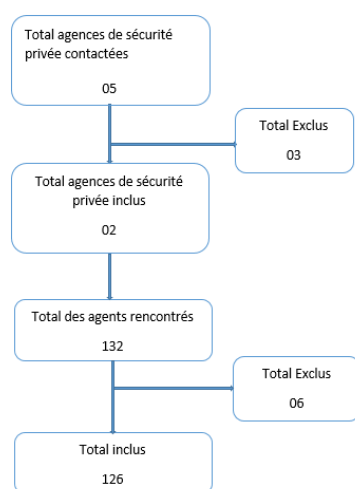 Total agences de sécurité
privée contactées
05
Total Exclus
03
Total agences de sécurité
privée inclus
02
Total des agents rencontrés
132
Total Exclus
06
Total inclus
126